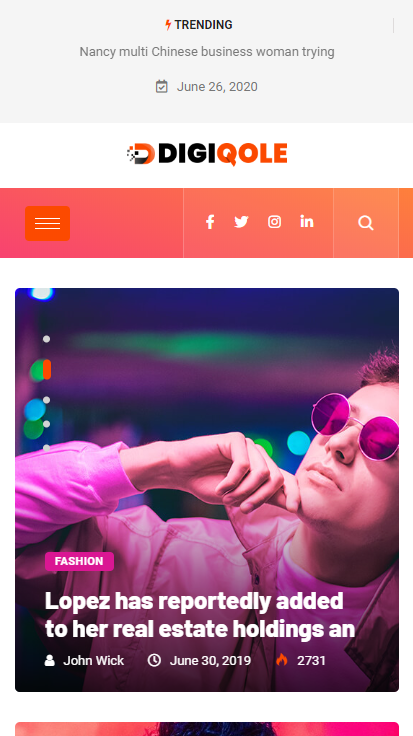 TRENDING
Nancy multi Chinese business woman trying
June 26, 2020
DIGIQOLE
FASHION
Lopez has reportedly added
to her real estate holdings an
John Wick June 30, 2019 2731